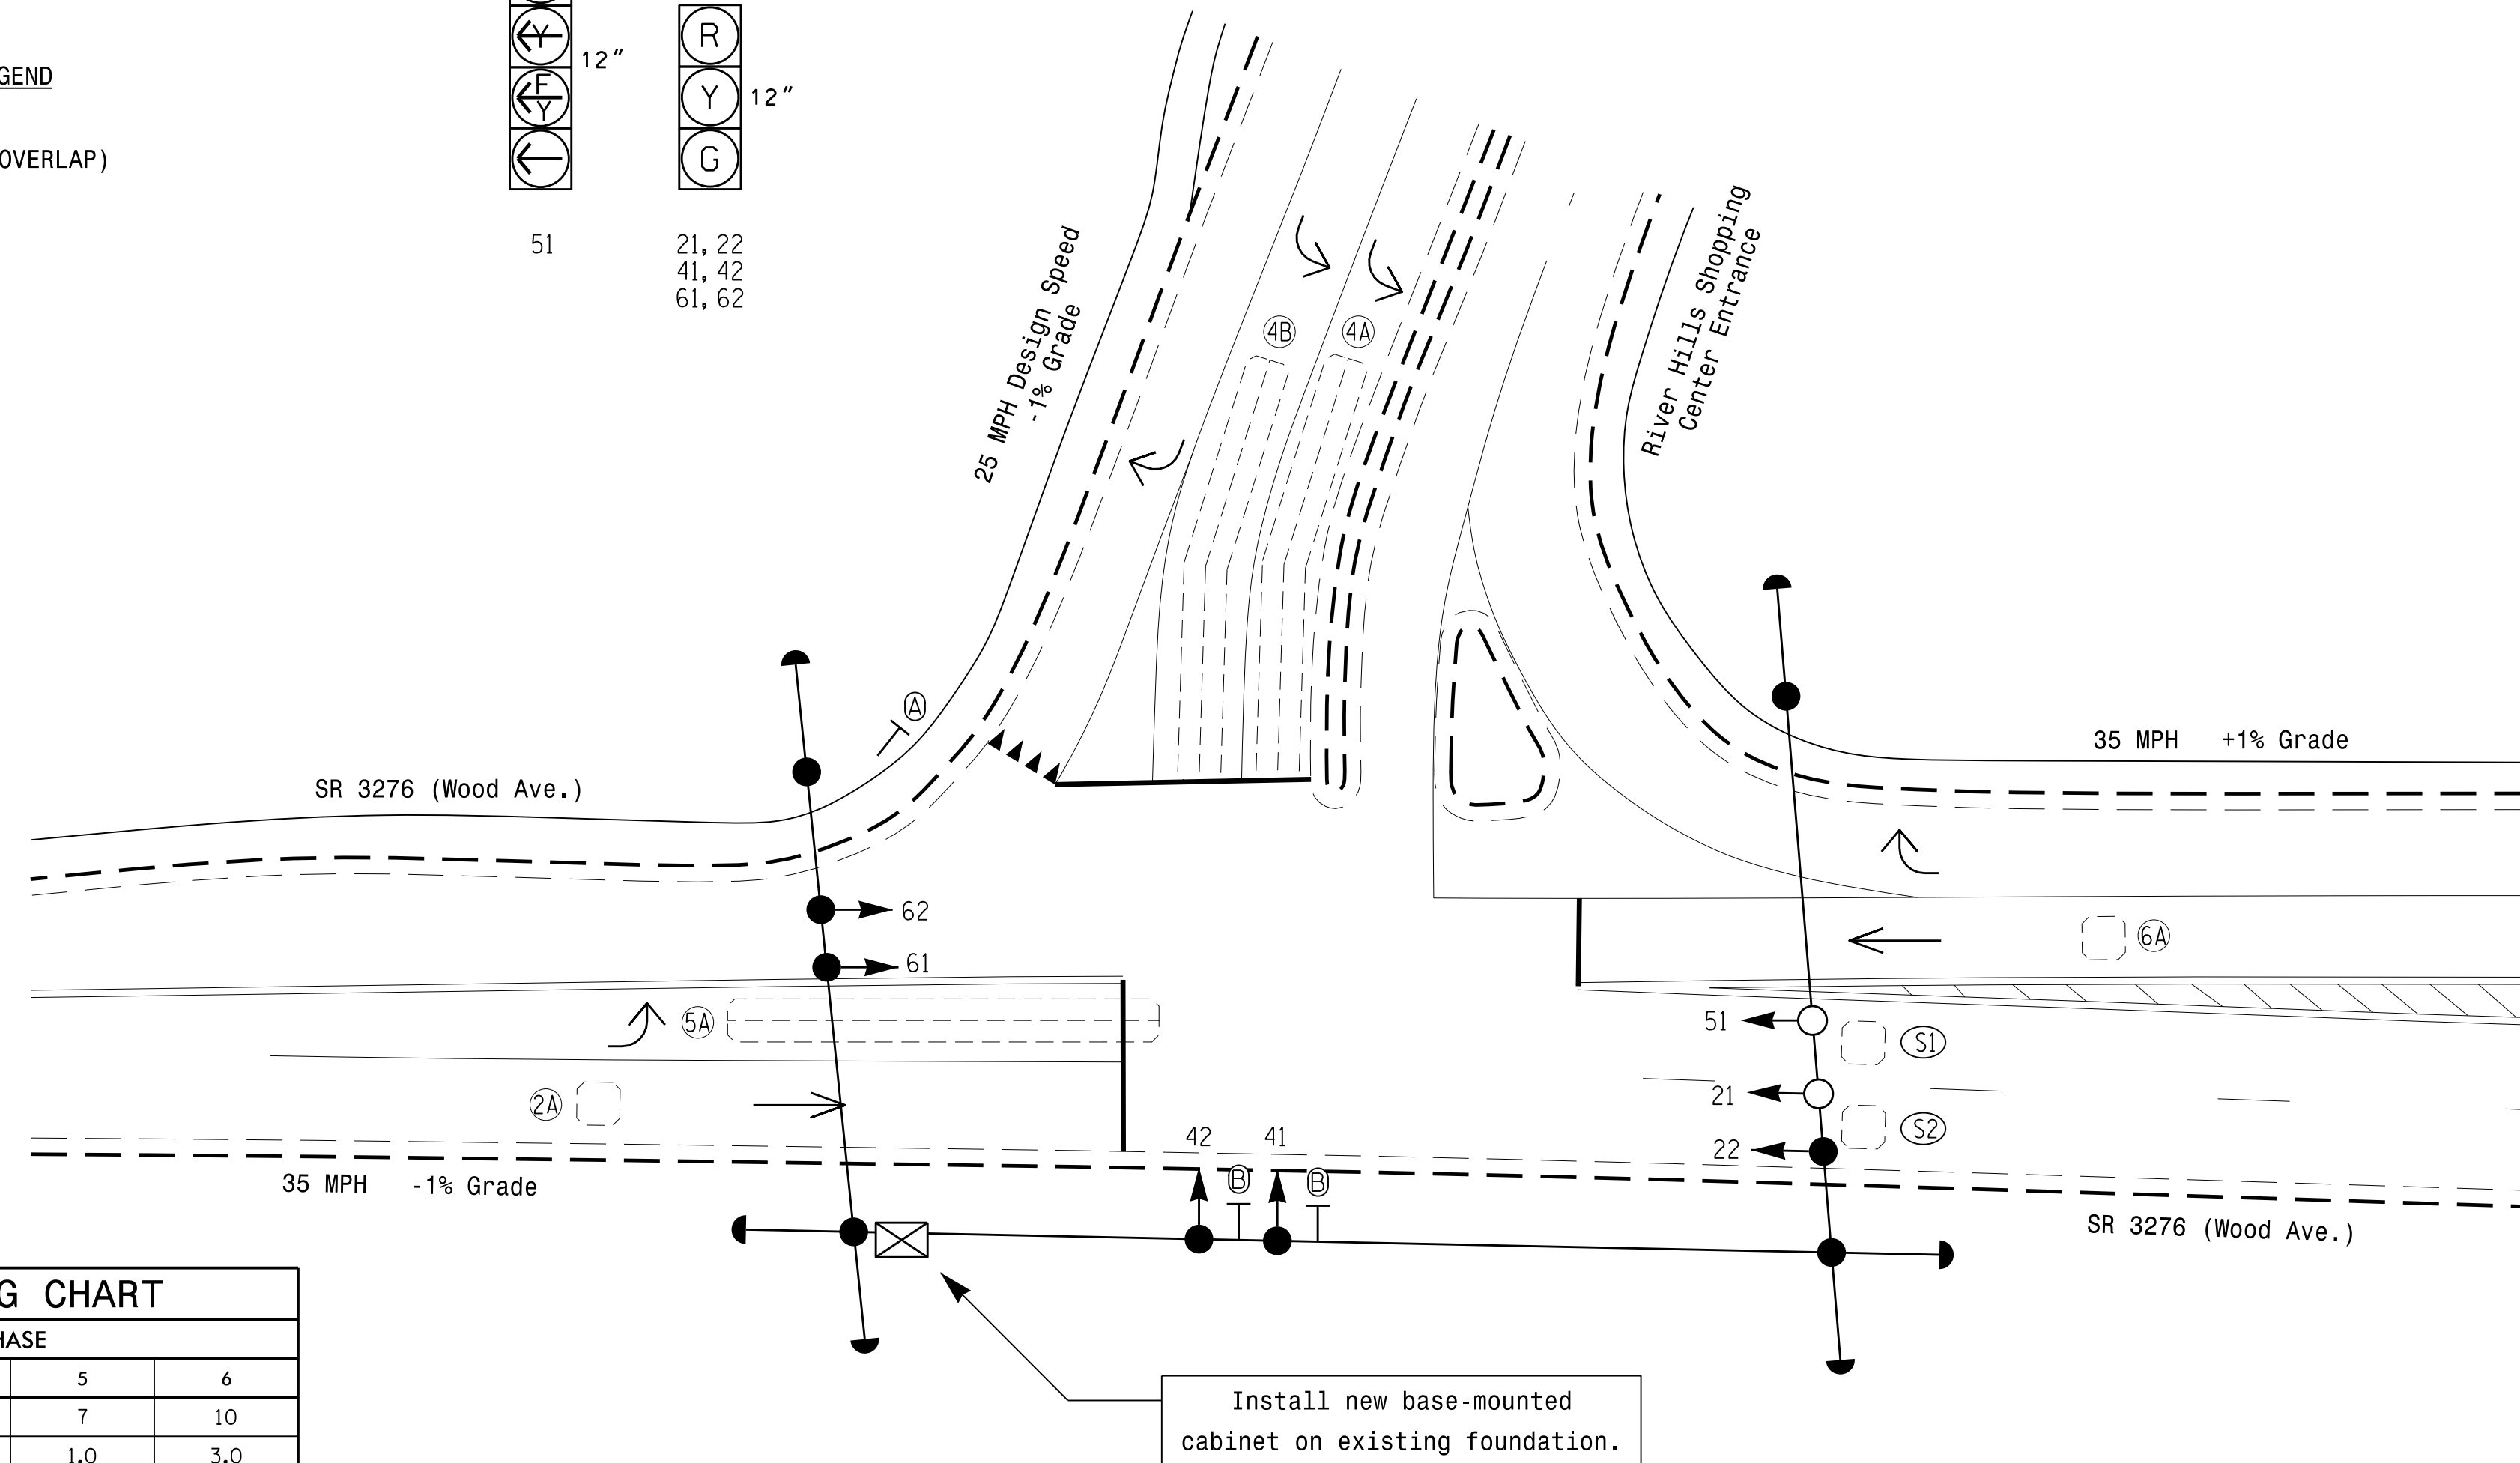 GEND
OVERLAP)
Y
F
Y
12"
51
R
Y
G
12"
21, 22
41, 42
61, 62
25 MPH Design Speed
-1% Grade
River Hills Shopping
Center Entrance
4B
4A
A
SR 3276 (Wood Ave.)
35 MPH +1% Grade
62
61
6A
5A
51
S1
2A
21
S2
22
42
41
B
B
35 MPH -1% Grade
SR 3276 (Wood Ave.)
G CHART
HASE
5 6
7 10
1.0 3.0
Install new base-mounted
cabinet on existing foundation.